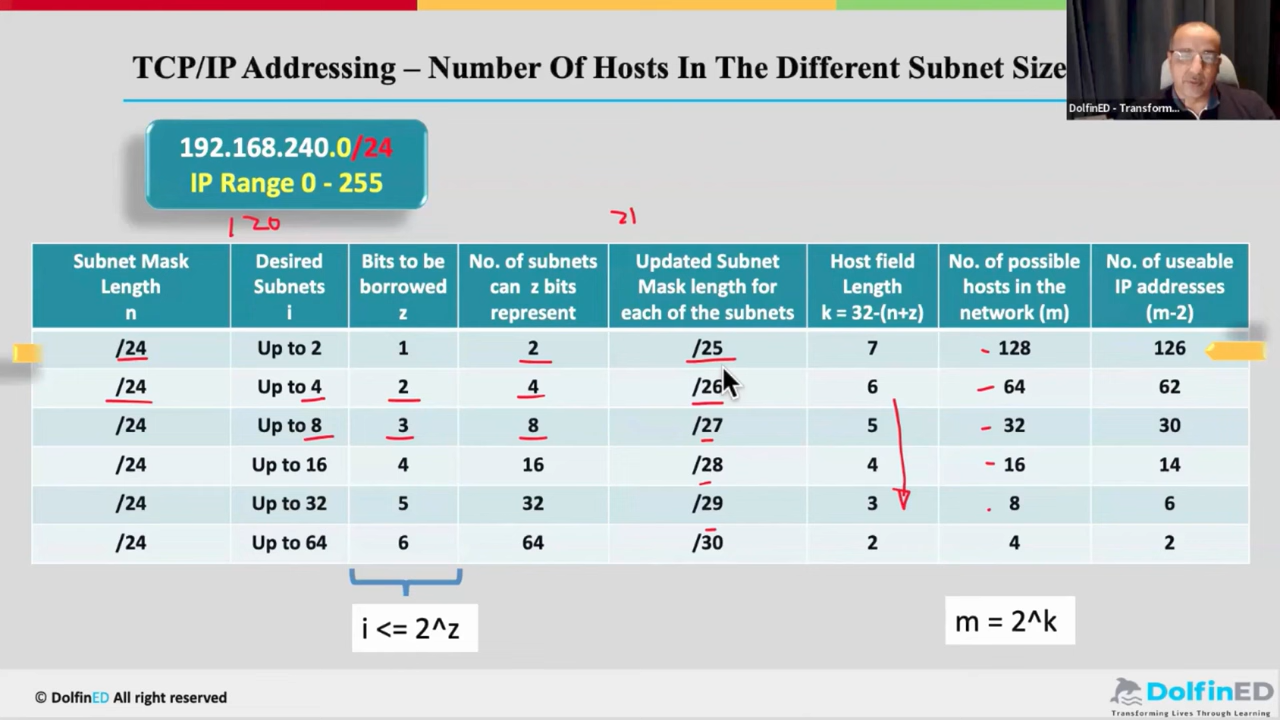 TCP/IP Addressing – Number Of Hosts In The Different Subnet Size
DolfinED - Transform...
192.168.240.0/24
IP Range 0 - 255
120
21
Subnet Mask Length n
Desired Subnets i
Bits to be borrowed z
No. of subnets can z bits represent
Updated Subnet Mask length for each of the subnets
Host field Length k = 32-(n+z)
No. of possible hosts in the network (m)
No. of useable IP addresses (m-2)
/24 Up to 2 1 2 /25 7 128 126
/24 Up to 4 2 4 /26 6 64 62
/24 Up to 8 3 8 /27 5 32 30
/24 Up to 16 4 16 /28 4 16 14
/24 Up to 32 5 32 /29 3 8 6
/24 Up to 64 6 64 /30 2 4 2
i <= 2^z
m = 2^k
© DolfinED All right reserved
DolfinED
Transforming Lives Through Learning